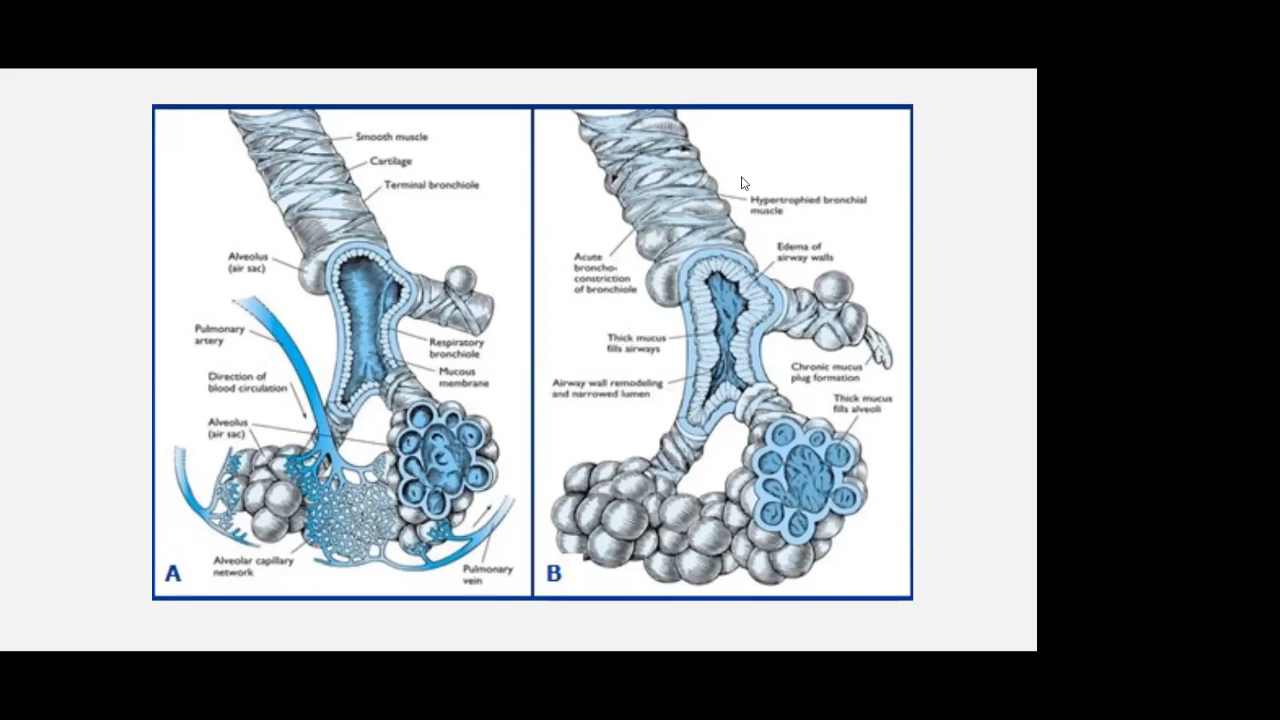 Smooth muscle
Cartilage
Terminal bronchiole
Alveolus
(air sac)
Pulmonary
artery
Respiratory
bronchiole
Mucous
membrane
Direction of
blood circulation
Alveolus
(air sac)
Alveolar capillary
network
Pulmonary
vein
A
Hypertrophied bronchial
muscle
Edema of
airway walls
Acute
broncho-
constriction
of bronchiole
Thick mucus
fills airways
Chronic mucus
plug formation
Airway wall remodeling
and narrowed lumen
Thick mucus
fills alveoli
B